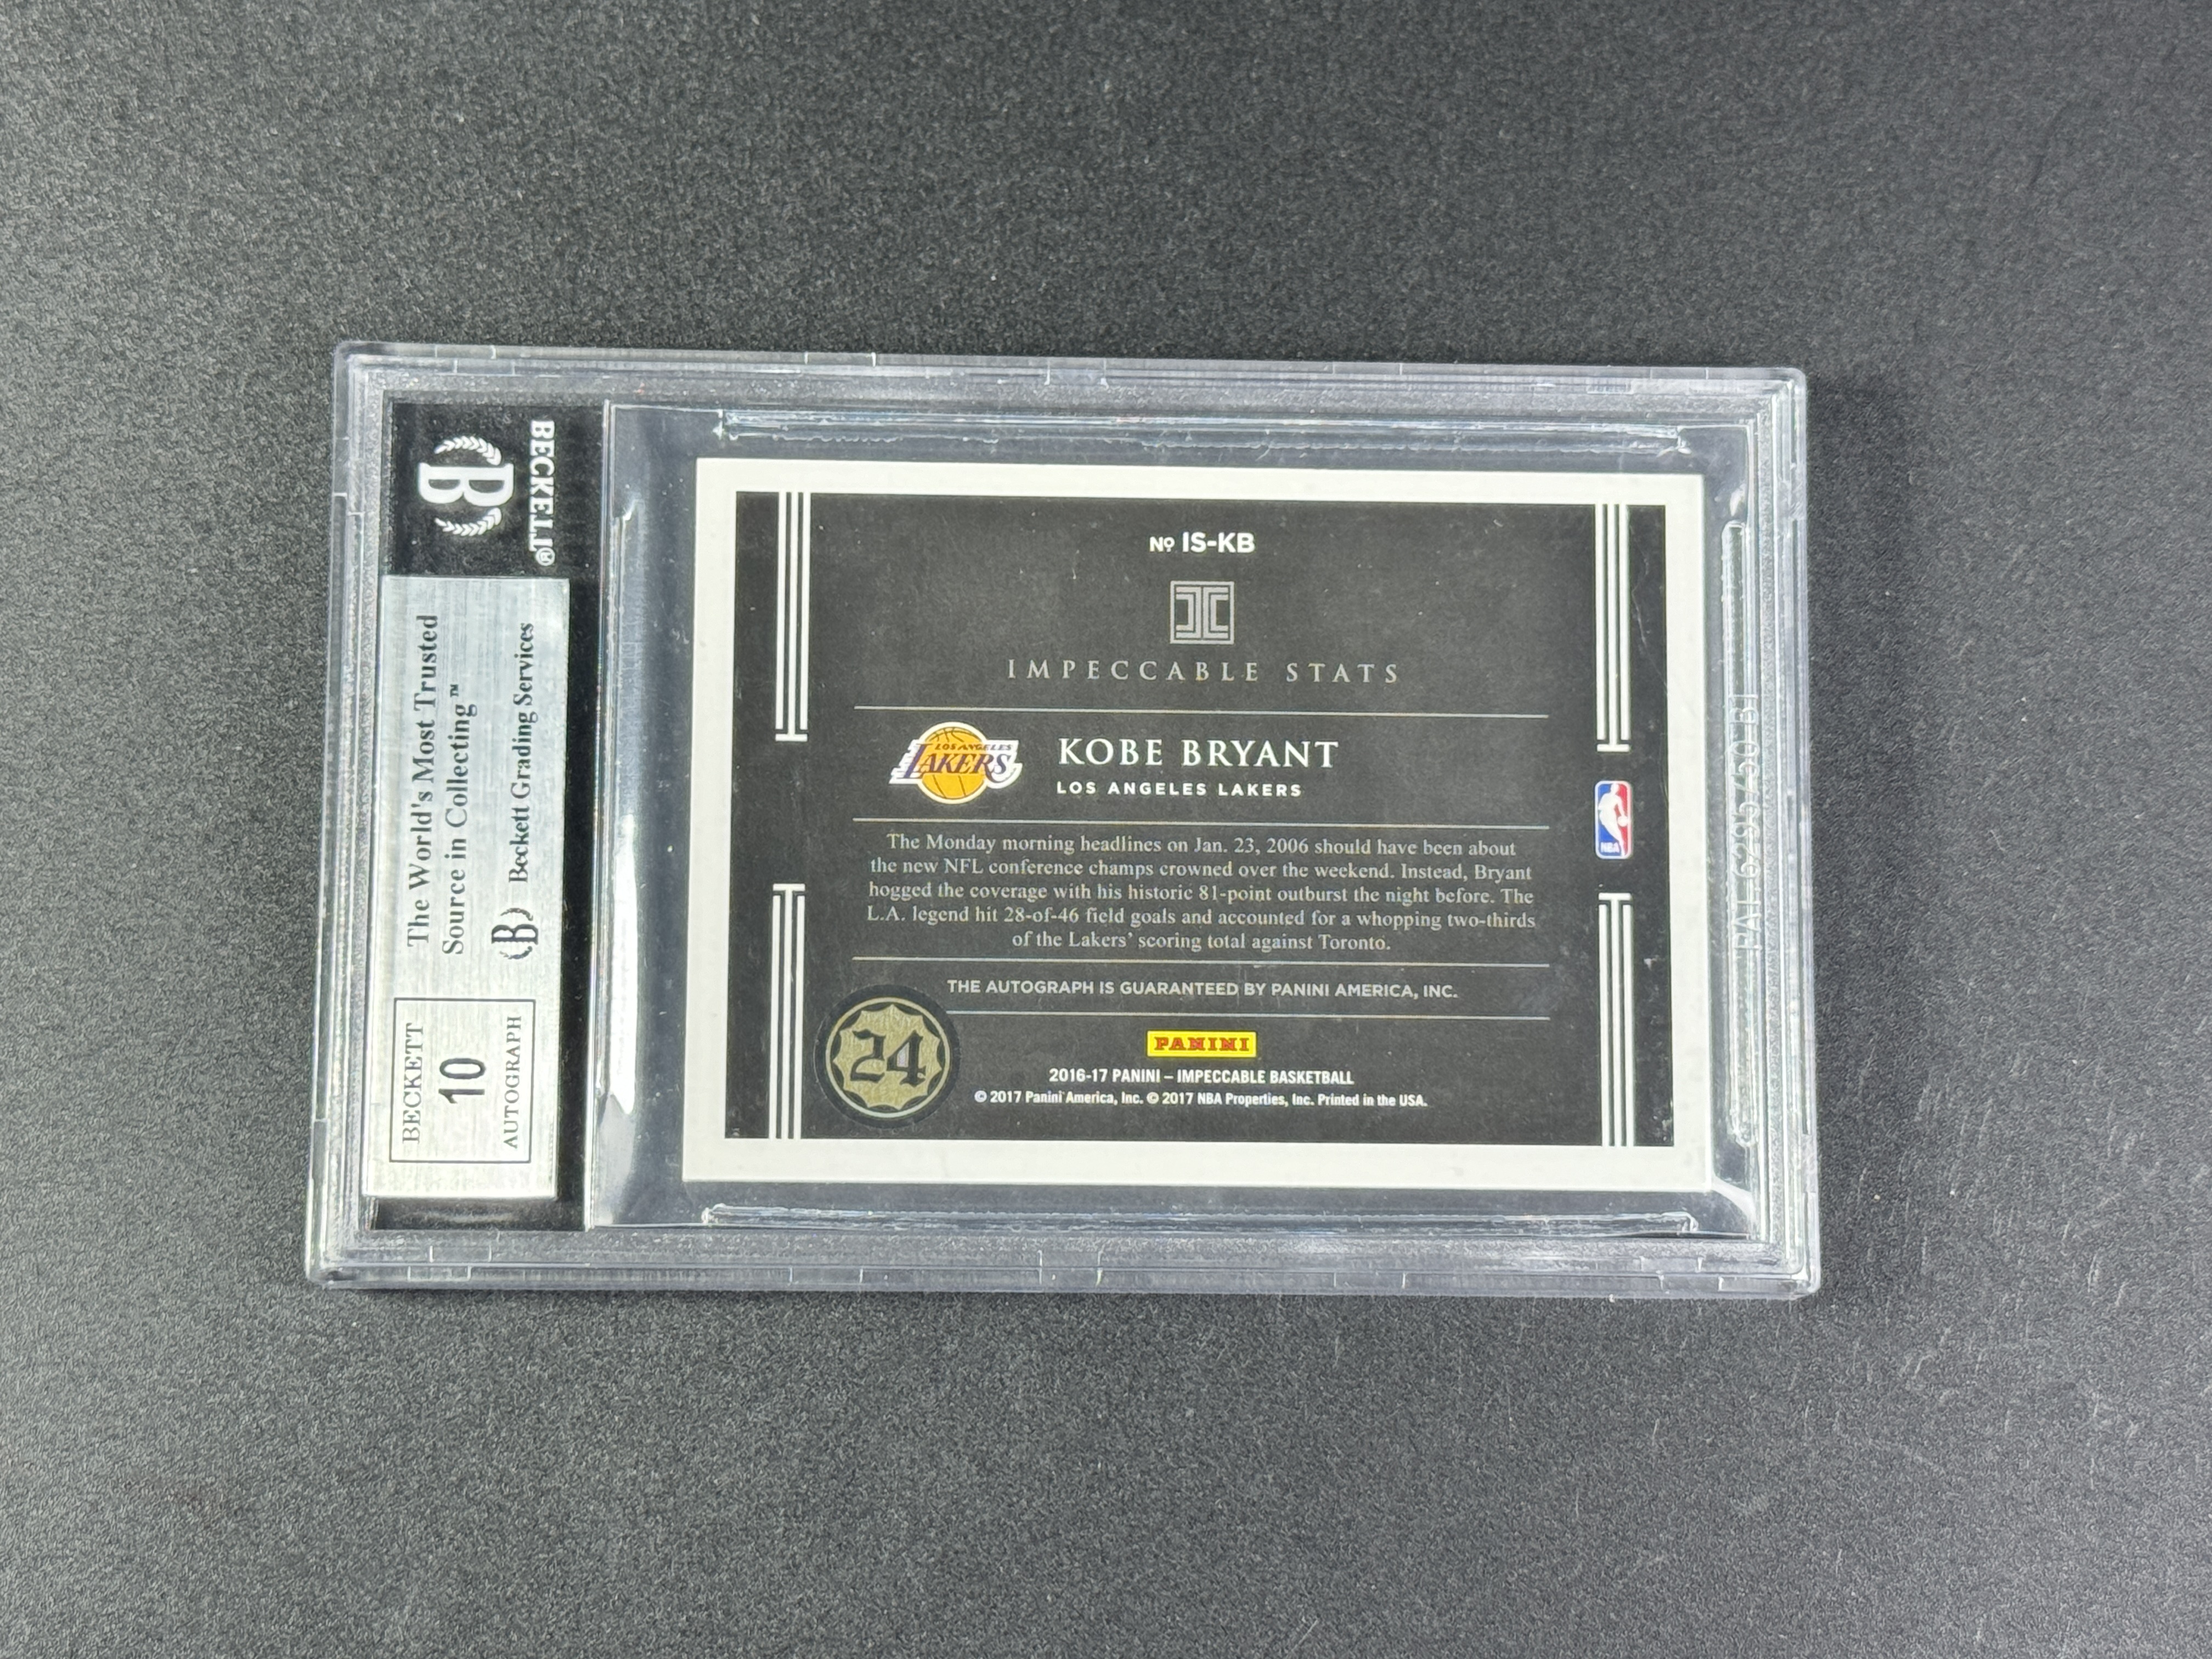 BECKETT®
B
The World's Most Trusted
Source in Collecting™
B Beckett Grading Services
BECKETT
10
AUTOGRAPH
Nº IS-KB
IMPECCABLE STATS
LOS ANGELES
LAKERS
KOBE BRYANT
LOS ANGELES LAKERS
NBA
The Monday morning headlines on Jan. 23, 2006 should have been about
the new NFL conference champs crowned over the weekend. Instead, Bryant
hogged the coverage with his historic 81-point outburst the night before. The
L.A. legend hit 28-of-46 field goals and accounted for a whopping two-thirds
of the Lakers' scoring total against Toronto.
THE AUTOGRAPH IS GUARANTEED BY PANINI AMERICA, INC.
24
PANINI
2016-17 PANINI – IMPECCABLE BASKETBALL
© 2017 Panini America, Inc. © 2017 NBA Properties, Inc. Printed in the USA.